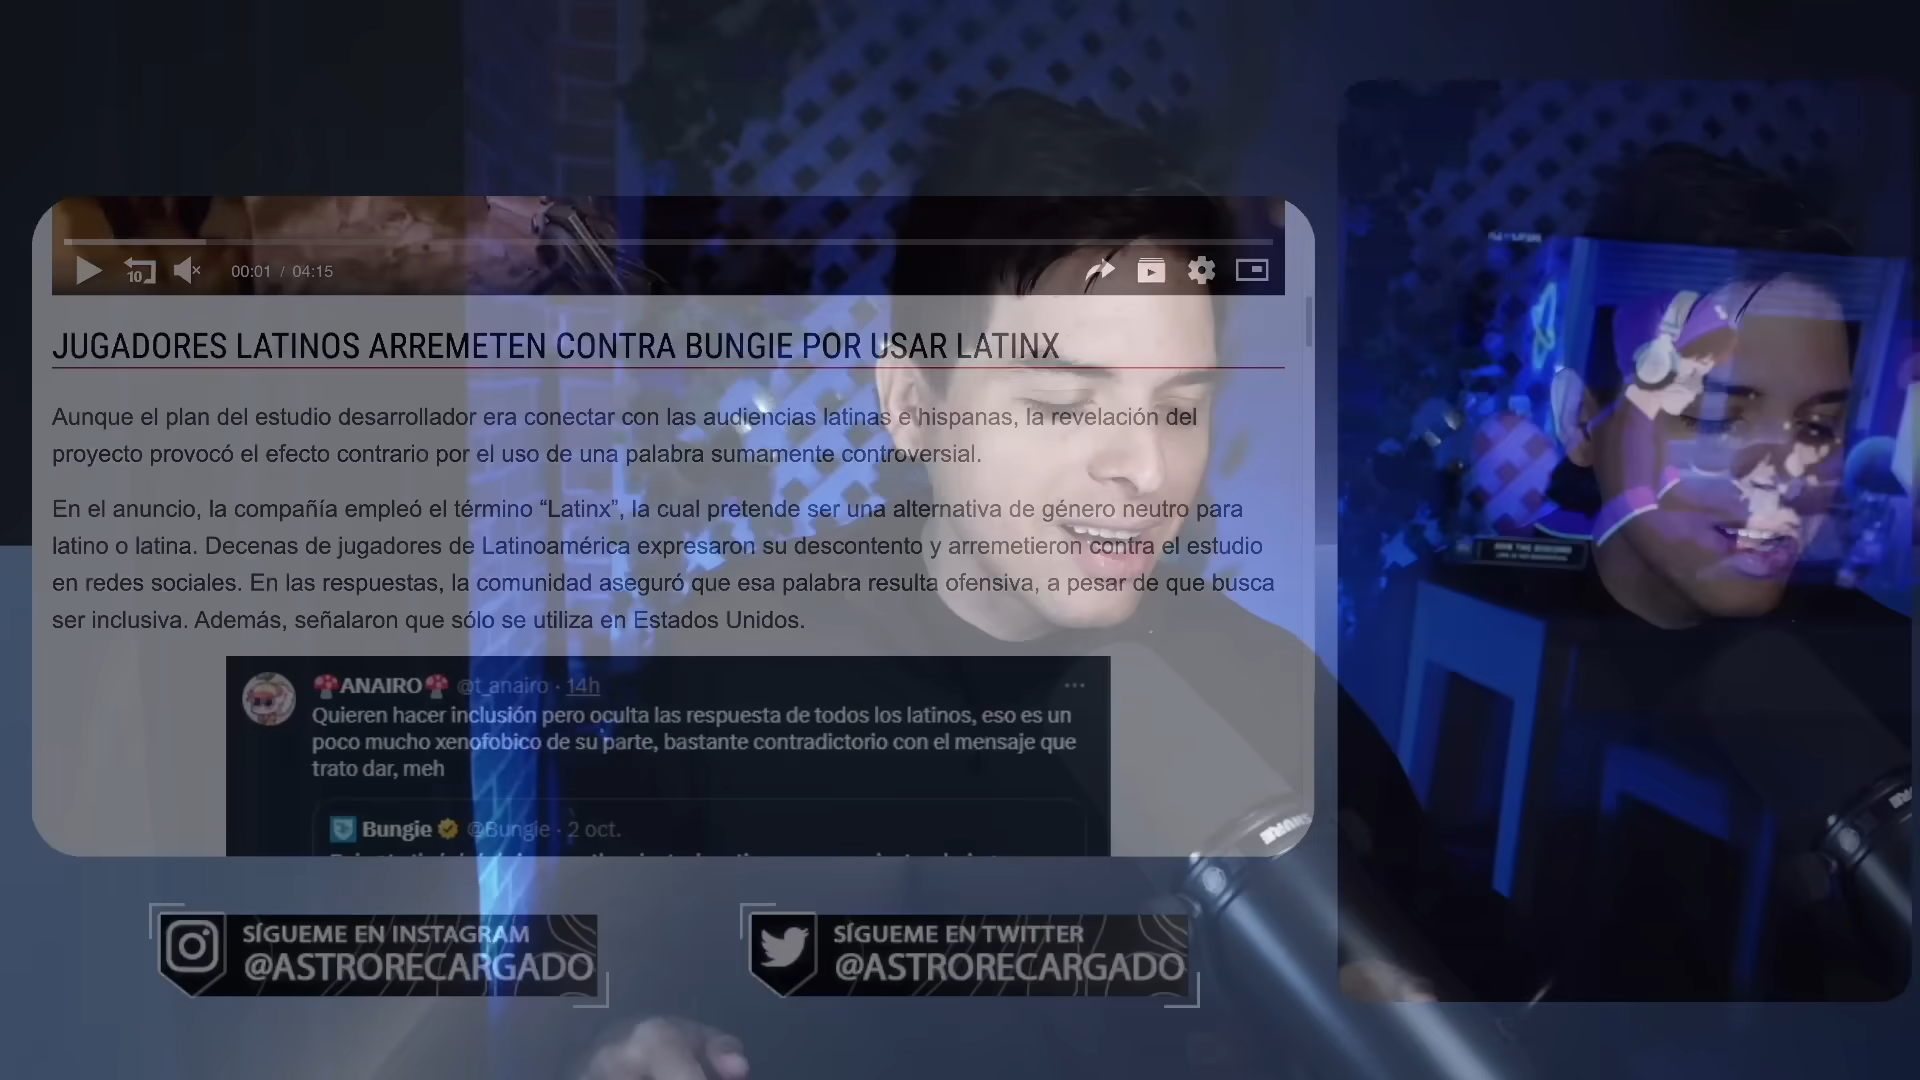 00:01 / 04:15
JUGADORES LATINOS ARREMETEN CONTRA BUNGIE POR USAR LATINX
Aunque el plan del estudio desarrollador era conectar con las audiencias latinas e hispanas, la revelación del
proyecto provocó el efecto contrario por el uso de una palabra sumamente controversial.
En el anuncio, la compañía empleó el término “Latinx”, la cual pretende ser una alternativa de género neutro para
latino o latina. Decenas de jugadores de Latinoamérica expresaron su descontento y arremetieron contra el estudio
en redes sociales. En las respuestas, la comunidad aseguró que esa palabra resulta ofensiva, a pesar de que busca
ser inclusiva. Además, señalaron que sólo se utiliza en Estados Unidos.
ANAIRO @t_anairo · 14h
Quieren hacer inclusión pero oculta las respuesta de todos los latinos, eso es un
poco mucho xenofobico de su parte, bastante contradictorio con el mensaje que
trato dar, meh
Bungie @Bungie · 2 oct.
SÍGUEME EN INSTAGRAM
@ASTRORECARGADO
SÍGUEME EN TWITTER
@ASTRORECARGADO